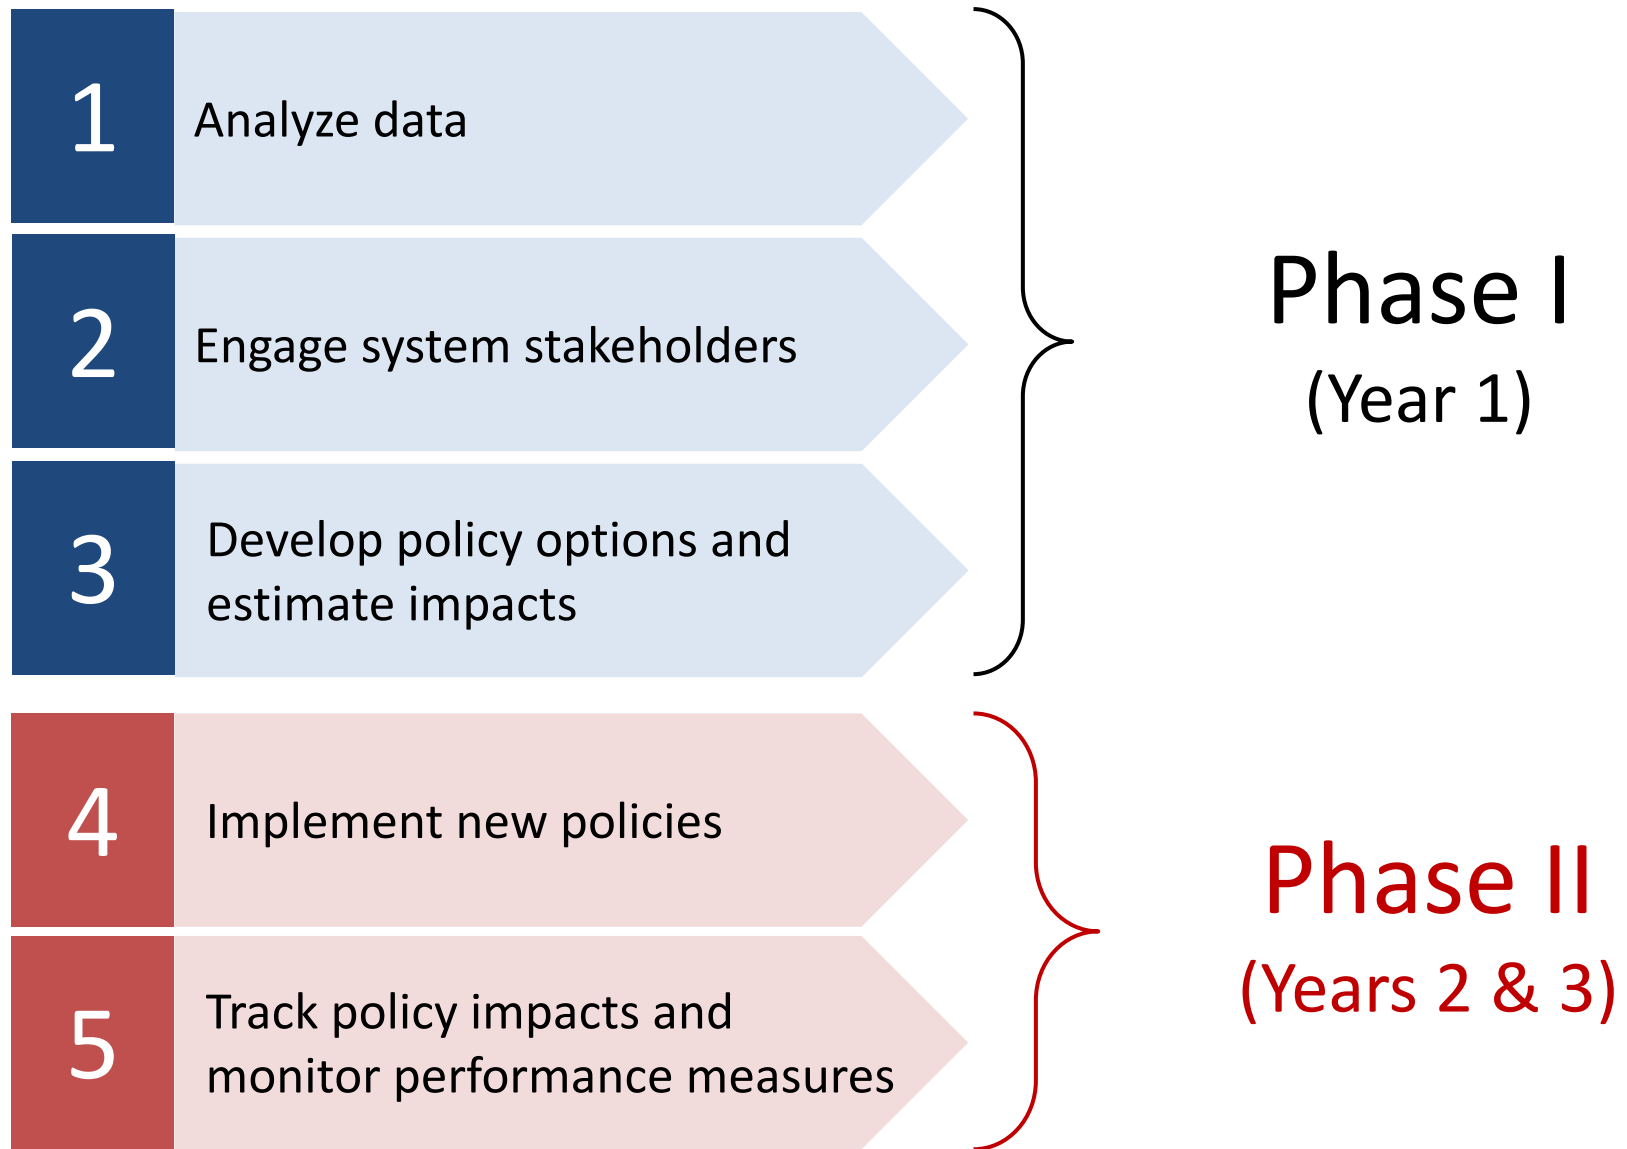 1
Analyze data
2
Engage system stakeholders
3
Develop policy options and
estimate impacts
Phase I
(Year 1)
4
Implement new policies
5
Track policy impacts and
monitor performance measures
Phase II
(Years 2 & 3)